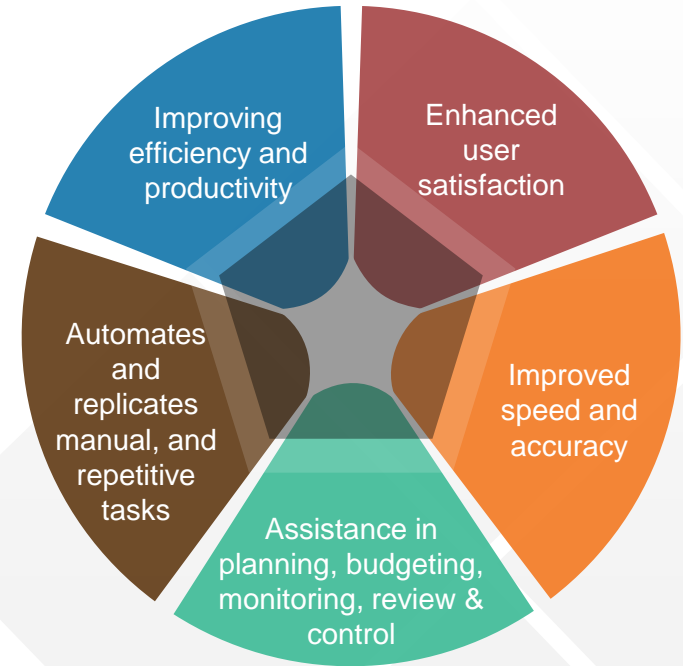 Improving
efficiency and
productivity
Enhanced
user
satisfaction
Improved
speed and
accuracy
Assistance in
planning, budgeting,
monitoring, review &
control
Automates
and
replicates
manual, and
repetitive
tasks